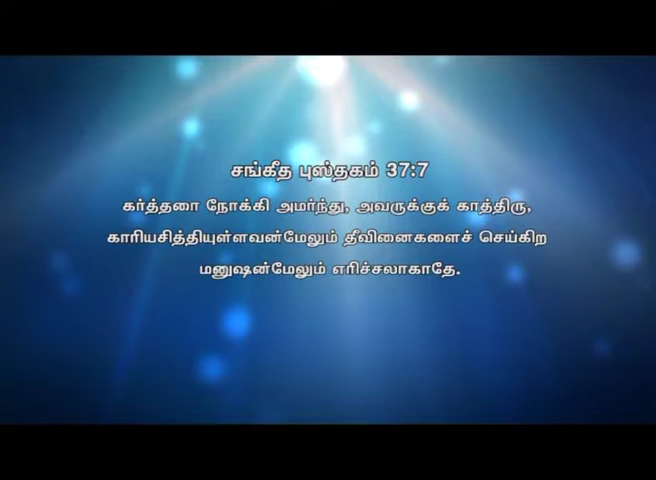 சங்கீத புஸ்தகம் 37:7
கர்த்தரை நோக்கி அமர்ந்து, அவருக்குக் காத்திரு,
காரியசித்தியுள்ளவன்மேலும் தீவினைகளைச் செய்கிற
மனுஷன்மேலும் எரிச்சலாகாதே.